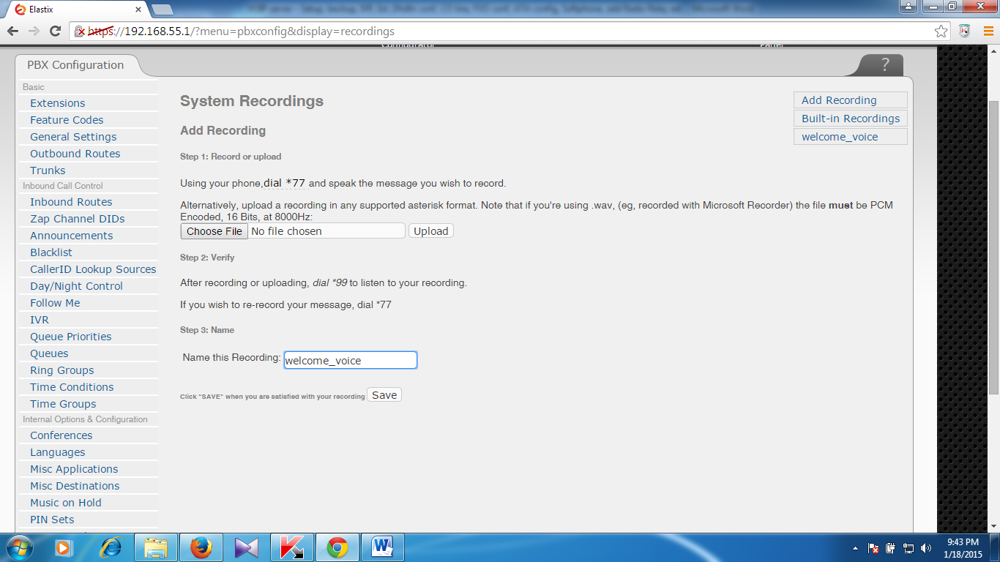 Elastix
https://192.168.55.1/?menu=pbxconfig&display=recordings
PBX Configuration
?
Basic
Extensions
Feature Codes
General Settings
Outbound Routes
Trunks
Inbound Call Control
Inbound Routes
Zap Channel DIDs
Announcements
Blacklist
CallerID Lookup Sources
Day/Night Control
Follow Me
IVR
Queue Priorities
Queues
Ring Groups
Time Conditions
Time Groups
Internal Options & Configuration
Conferences
Languages
Misc Applications
Misc Destinations
Music on Hold
PIN Sets
System Recordings
Add Recording
Step 1: Record or upload
Using your phone,dial *77 and speak the message you wish to record.
Alternatively, upload a recording in any supported asterisk format. Note that if you're using .wav, (eg, recorded with Microsoft Recorder) the file must be PCM
Encoded, 16 Bits, at 8000Hz:
Choose File No file chosen Upload
Step 2: Verify
After recording or uploading, dial *99 to listen to your recording.
If you wish to re-record your message, dial *77
Step 3: Name
Name this Recording: welcome_voice
Click "SAVE" when you are satisfied with your recording Save
Add Recording
Built-in Recordings
welcome_voice
9:43 PM
1/18/2015